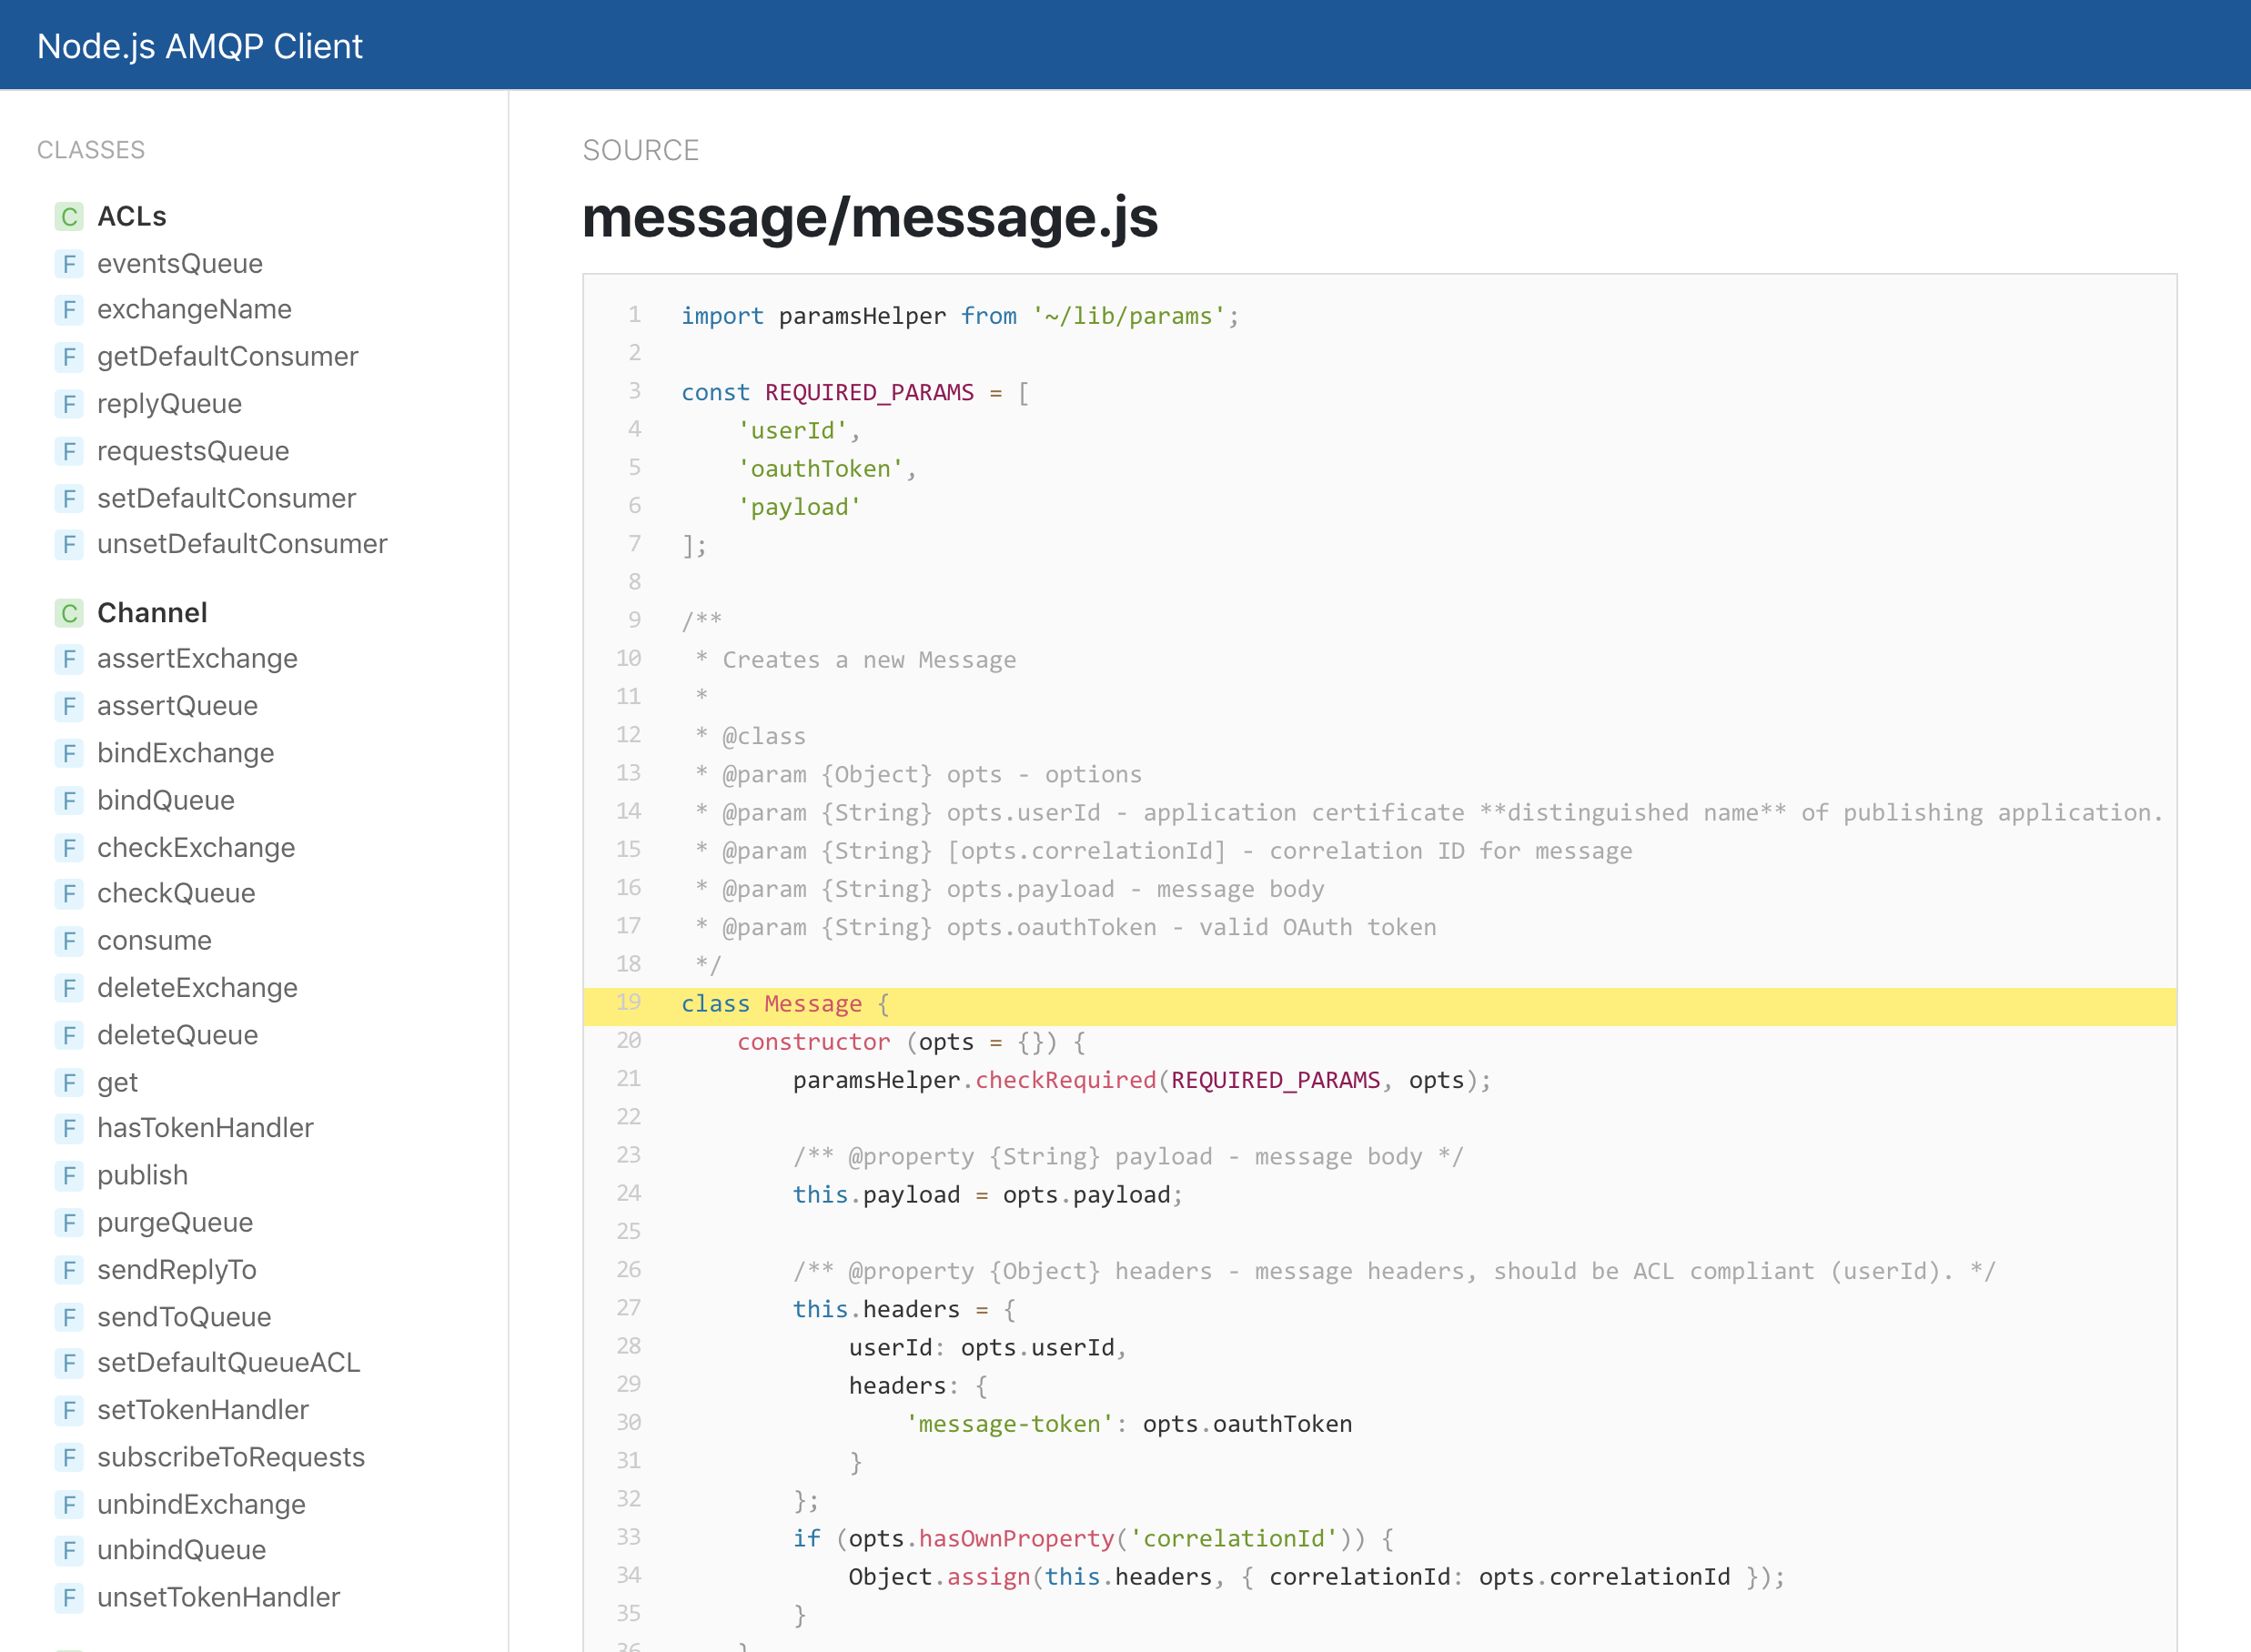 Node.js AMQP Client
CLASSES
C ACLs
F eventsQueue
F exchangeName
F getDefaultConsumer
F replyQueue
F requestsQueue
F setDefaultConsumer
F unsetDefaultConsumer
C Channel
F assertExchange
F assertQueue
F bindExchange
F bindQueue
F checkExchange
F checkQueue
F consume
F deleteExchange
F deleteQueue
F get
F hasTokenHandler
F publish
F purgeQueue
F sendReplyTo
F sendToQueue
F setDefaultQueueACL
F setTokenHandler
F subscribeToRequests
F unbindExchange
F unbindQueue
F unsetTokenHandler
SOURCE
message/message.js
1 import paramsHelper from '~/lib/params';
2
3 const REQUIRED_PARAMS = [
4     'userId',
5     'oauthToken',
6     'payload'
7 ];
8
9 /**
10  * Creates a new Message
11  *
12  * @class
13  * @param {Object} opts - options
14  * @param {String} opts.userId - application certificate **distinguished name** of publishing application.
15  * @param {String} [opts.correlationId] - correlation ID for message
16  * @param {String} opts.payload - message body
17  * @param {String} opts.oauthToken - valid OAuth token
18  */
19 class Message {
20     constructor (opts = {}) {
21         paramsHelper.checkRequired(REQUIRED_PARAMS, opts);
22
23         /** @property {String} payload - message body */
24         this.payload = opts.payload;
25
26         /** @property {Object} headers - message headers, should be ACL compliant (userId). */
27         this.headers = {
28             userId: opts.userId,
29             headers: {
30                 'message-token': opts.oauthToken
31             }
32         };
33         if (opts.hasOwnProperty('correlationId')) {
34             Object.assign(this.headers, { correlationId: opts.correlationId });
35         }
36     }